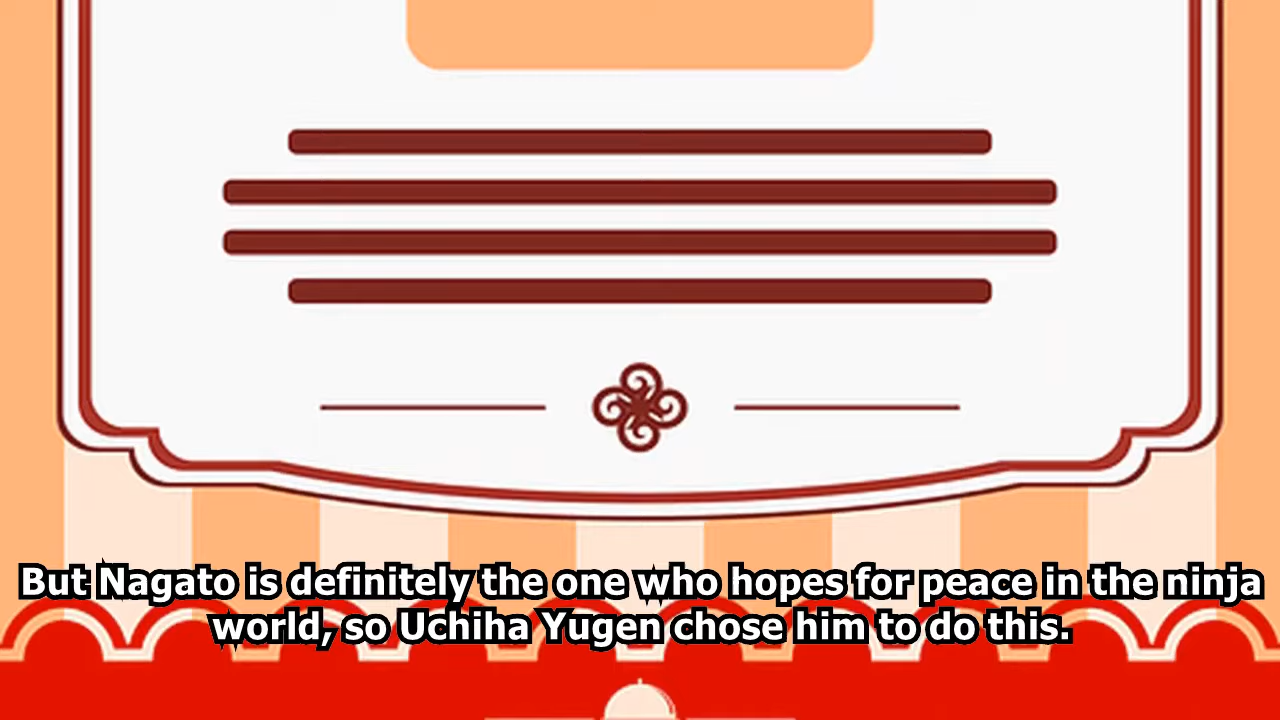 But Nagato is definitely the one who hopes for peace in the ninja
world, so Uchiha Yugen chose him to do this.